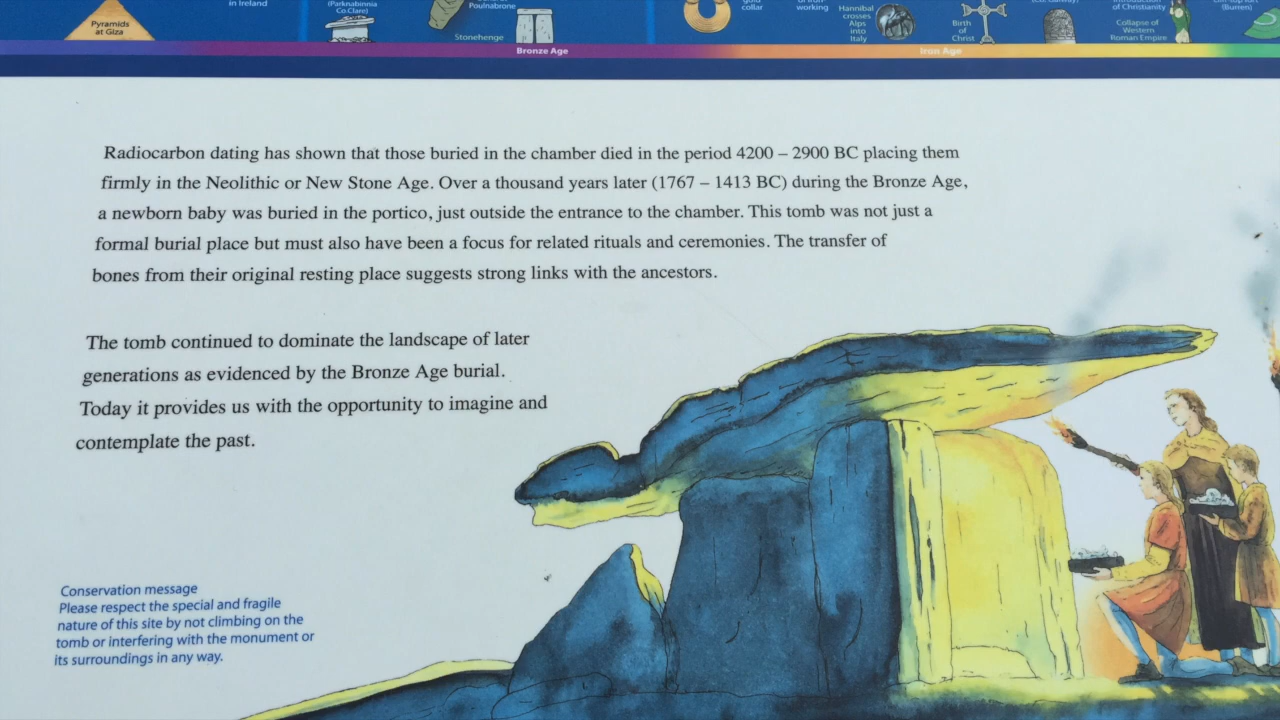 in Ireland
(Parknabinnia
Co.Clare)
Poulnabrone
gold
collar
working
Hannibal
crosses
Alps
into
Italy
Birth
of
Christ
of Christianity
Collapse of
Western
Roman Empire
(Burren)
Pyramids
at Giza
Stonehenge
Bronze Age
Iron Age
Radiocarbon dating has shown that those buried in the chamber died in the period 4200 – 2900 BC placing them
firmly in the Neolithic or New Stone Age. Over a thousand years later (1767 – 1413 BC) during the Bronze Age,
a newborn baby was buried in the portico, just outside the entrance to the chamber. This tomb was not just a
formal burial place but must also have been a focus for related rituals and ceremonies. The transfer of
bones from their original resting place suggests strong links with the ancestors.
The tomb continued to dominate the landscape of later
generations as evidenced by the Bronze Age burial.
Today it provides us with the opportunity to imagine and
contemplate the past.
Conservation message
Please respect the special and fragile
nature of this site by not climbing on the
tomb or interfering with the monument or
its surroundings in any way.